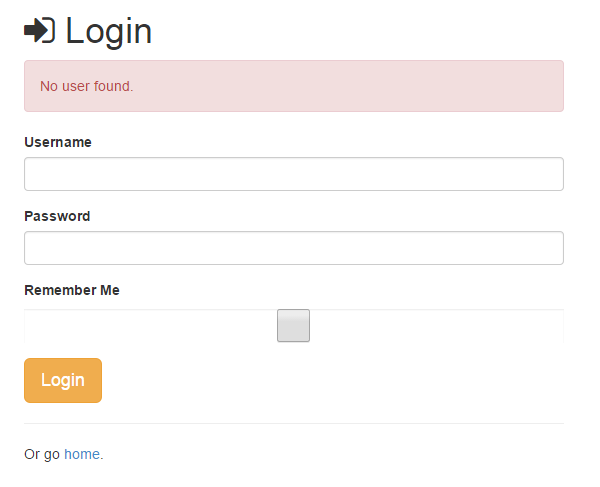 Login
No user found.
Username
Password
Remember Me
Login
Or go home.